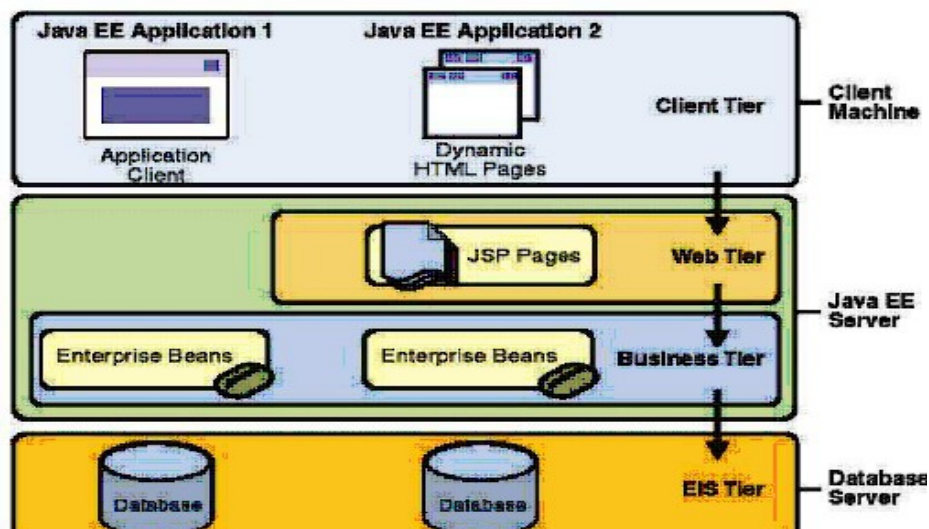 Java EE Application 1
Java EE Application 2
Application
Client
Dynamic
HTML Pages
Client Tier
Client
Machine
JSP Pages
Web Tier
Java EE
Server
Enterprise Beans
Enterprise Beans
Business Tier
Database
Database
EIS Tier
Database
Server